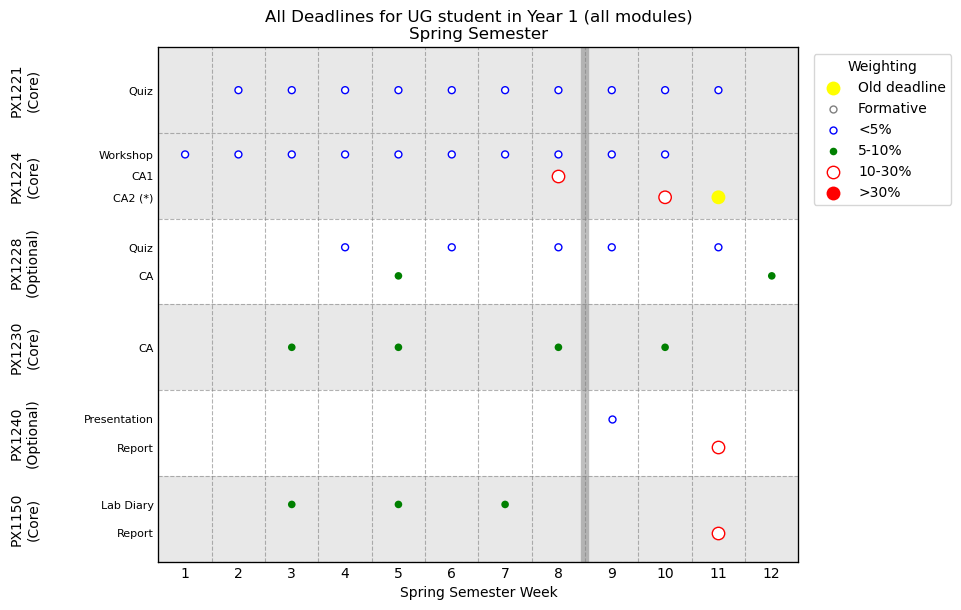 All Deadlines for UG student in Year 1 (all modules)
Spring Semester
PX1221
(Core)
Quiz
PX1224
(Core)
Workshop
CA1
CA2 (*)
PX1228
(Optional)
Quiz
CA
PX1230
(Core)
CA
PX1240
(Optional)
Presentation
Report
PX1150
(Core)
Lab Diary
Report
1 2 3 4 5 6 7 8 9 10 11 12
Spring Semester Week
Weighting
Old deadline
Formative
<5%
5-10%
10-30%
>30%